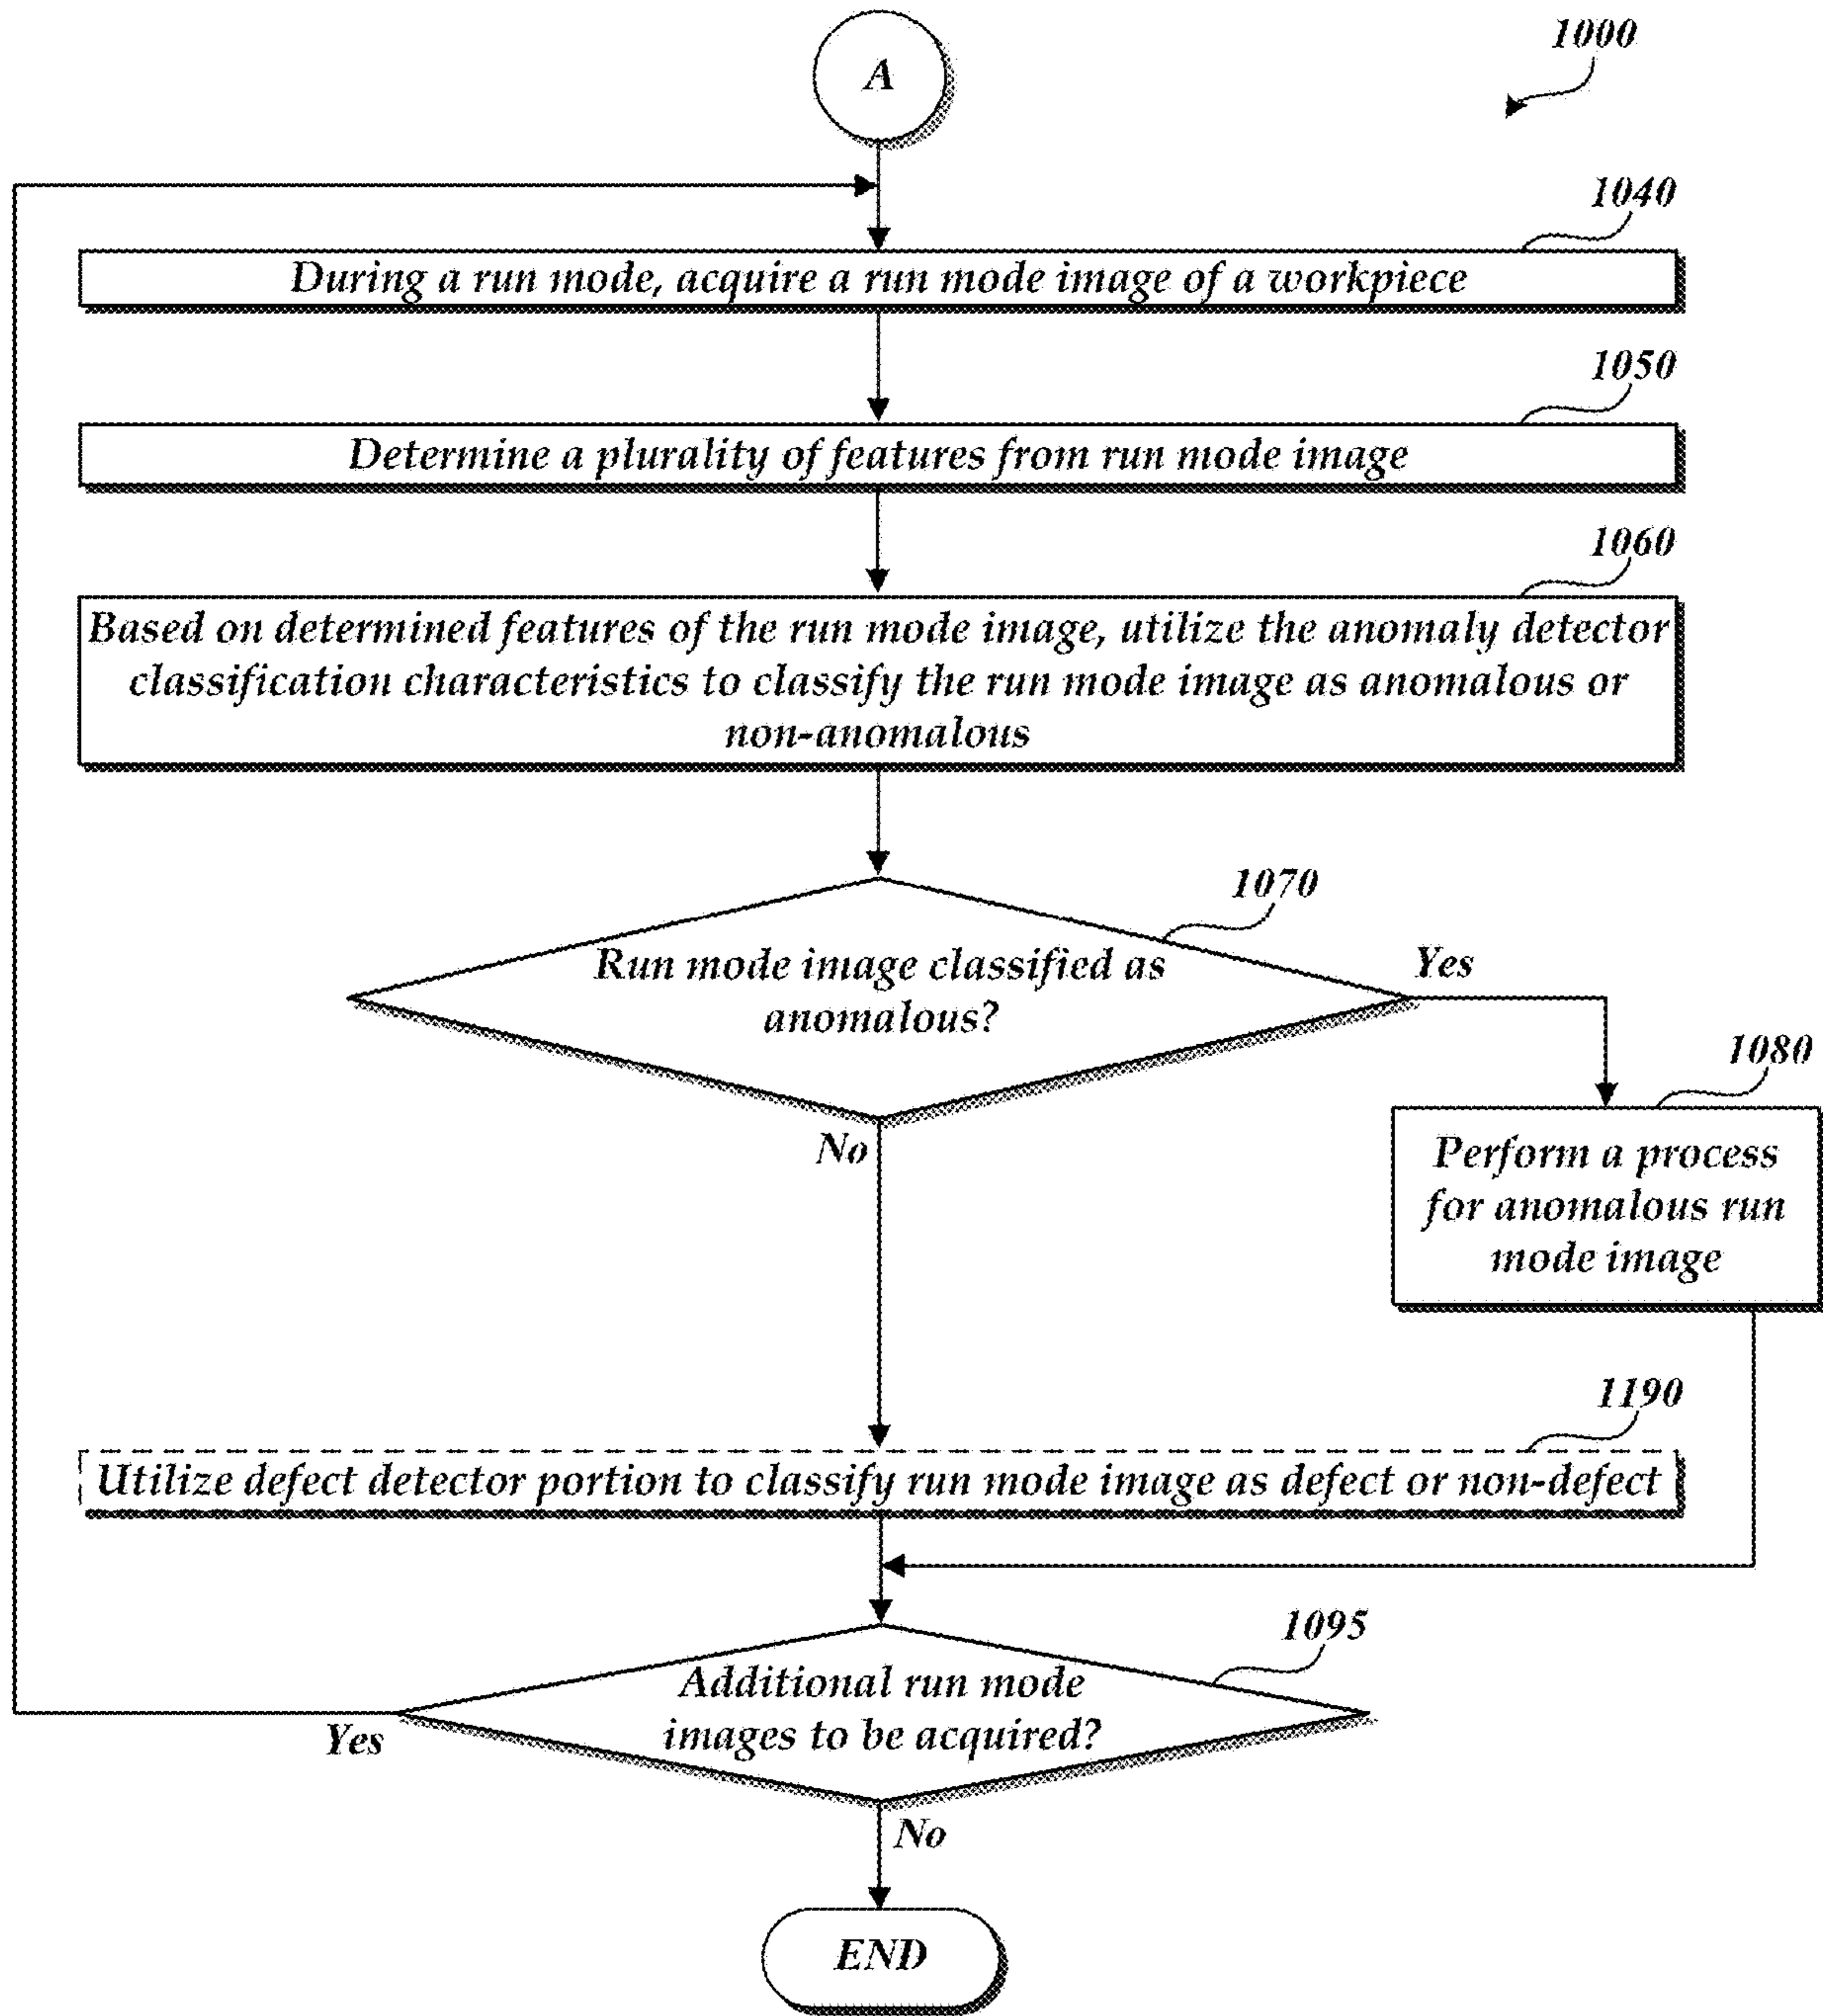 A
1000
1040
During a run mode, acquire a run mode image of a workpiece
1050
Determine a plurality of features from run mode image
1060
Based on determined features of the run mode image, utilize the anomaly detector
classification characteristics to classify the run mode image as anomalous or
non-anomalous
1070
Run mode image classified as
anomalous?
Yes
No
1080
Perform a process
for anomalous run
mode image
1190
Utilize defect detector portion to classify run mode image as defect or non-defect
1095
Additional run mode
images to be acquired?
Yes
No
END